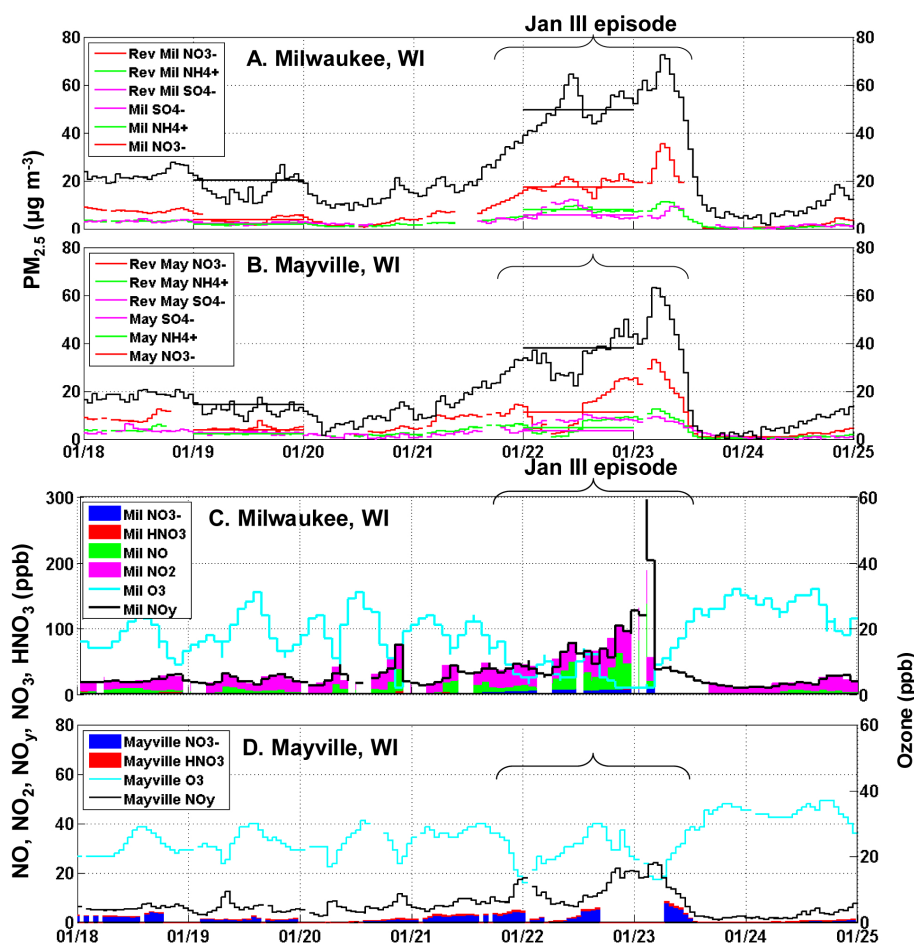 Jan III episode
80
60
40
20
0
80
60
40
20
0
Rev Mil NO3-
Rev Mil NH4+
Rev Mil SO4-
Mil SO4-
Mil NH4+
Mil NO3-
A. Milwaukee, WI
PM2.5 (µg m-3)
80
60
40
20
0
80
60
40
20
0
Rev May NO3-
Rev May NH4+
Rev May SO4-
May SO4-
May NH4+
May NO3-
B. Mayville, WI
01/18 01/19 01/20 01/21 01/22 01/23 01/24 01/25
Jan III episode
300
200
100
0
60
40
20
0
Mil NO3-
Mil HNO3
Mil NO
Mil NO2
Mil O3
Mil NOy
C. Milwaukee, WI
NO, NO2, NOy, NO3, HNO3 (ppb)
Ozone (ppb)
80
60
40
20
0
60
40
20
0
Mayville NO3-
Mayville HNO3
Mayville O3
Mayville NOy
D. Mayville, WI
01/18 01/19 01/20 01/21 01/22 01/23 01/24 01/25